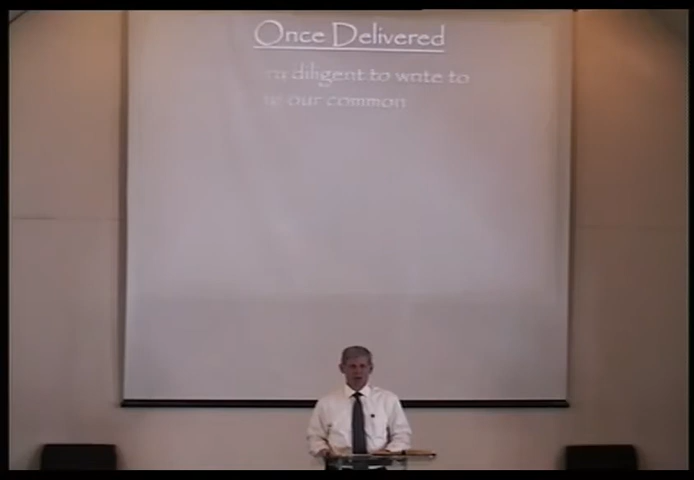 Once Delivered
diligent to write to
our common